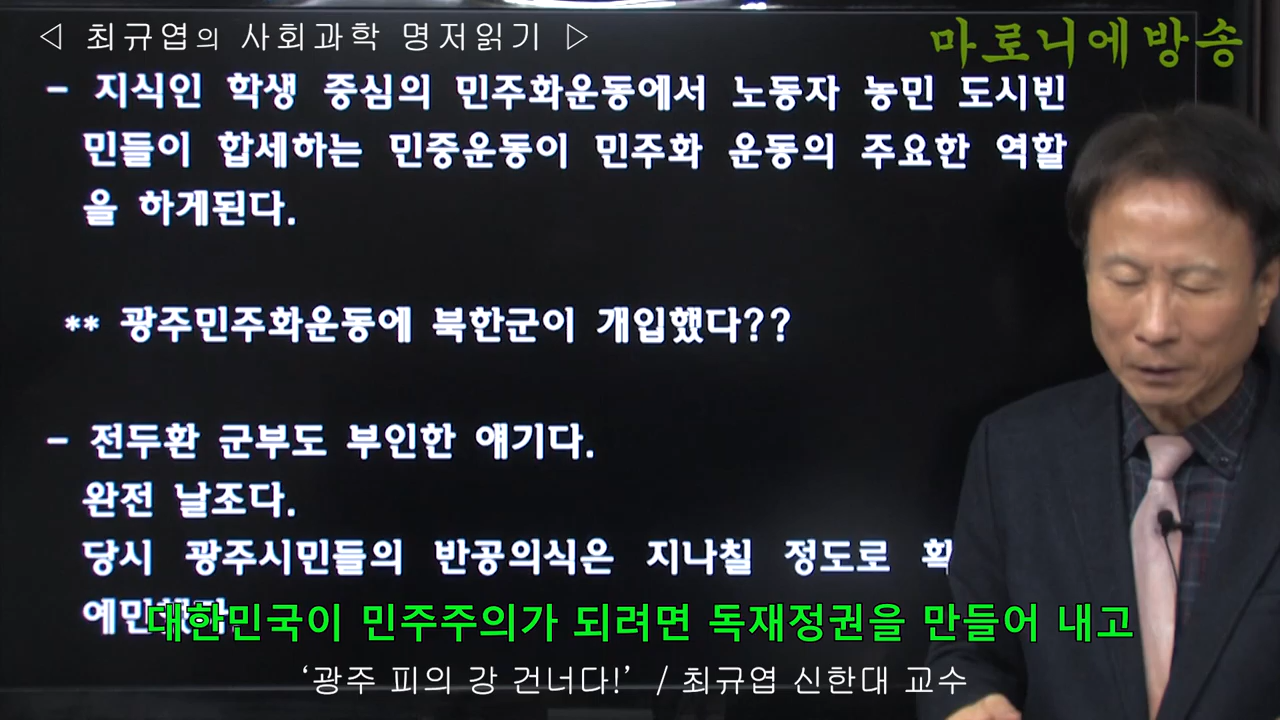 ◁ 최규엽의 사회과학 명저읽기 ▷
마로니에방송
- 지식인 학생 중심의 민주화운동에서 노동자 농민 도시빈
민들이 합세하는 민중운동이 민주화 운동의 주요한 역할
을 하게된다.
** 광주민주화운동에 북한군이 개입했다??
- 전두환 군부도 부인한 얘기다.
완전 날조다.
당시 광주시민들의 반공의식은 지나칠 정도로
대한민국이 민주주의가 되려면 독재정권을 만들어 내고
‘광주 피의 강 건너다!’ / 최규엽 신한대 교수